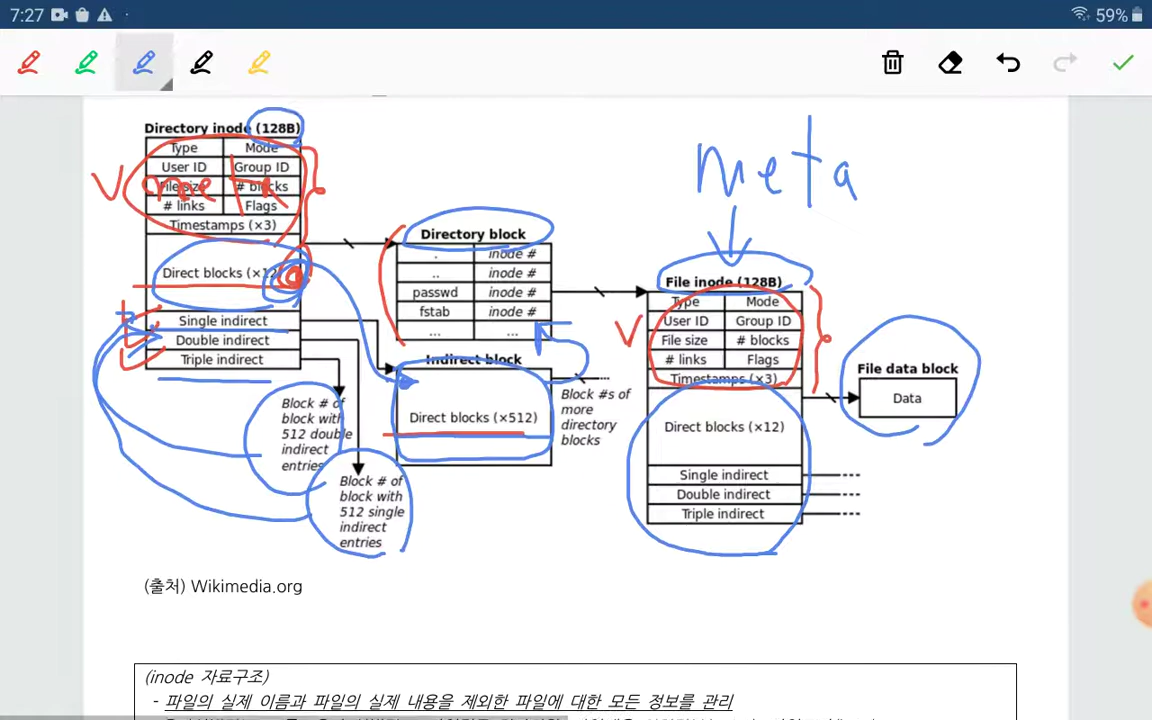 7:27
59%
meta
Directory inode (128B)
Type Mode
User ID Group ID
File size # blocks
meta
# links Flags
Timestamps (×3)
Direct blocks (×12)
Single indirect
Double indirect
Triple indirect
Directory block
. inode #
.. inode #
passwd inode #
fstab inode #
... ...
Indirect block
Direct blocks (×512)
Block #s of
more
directory
blocks
Block # of
block with
512 double
indirect
entries
Block # of
block with
512 single
indirect
entries
File inode (128B)
Type Mode
User ID Group ID
File size # blocks
# links Flags
Timestamps (×3)
Direct blocks (×12)
Single indirect
Double indirect
Triple indirect
File data block
Data
(출처) Wikimedia.org
(inode 자료구조)
- 파일의 실제 이름과 파일의 실제 내용을 제외한 파일에 대한 모든 정보를 관리